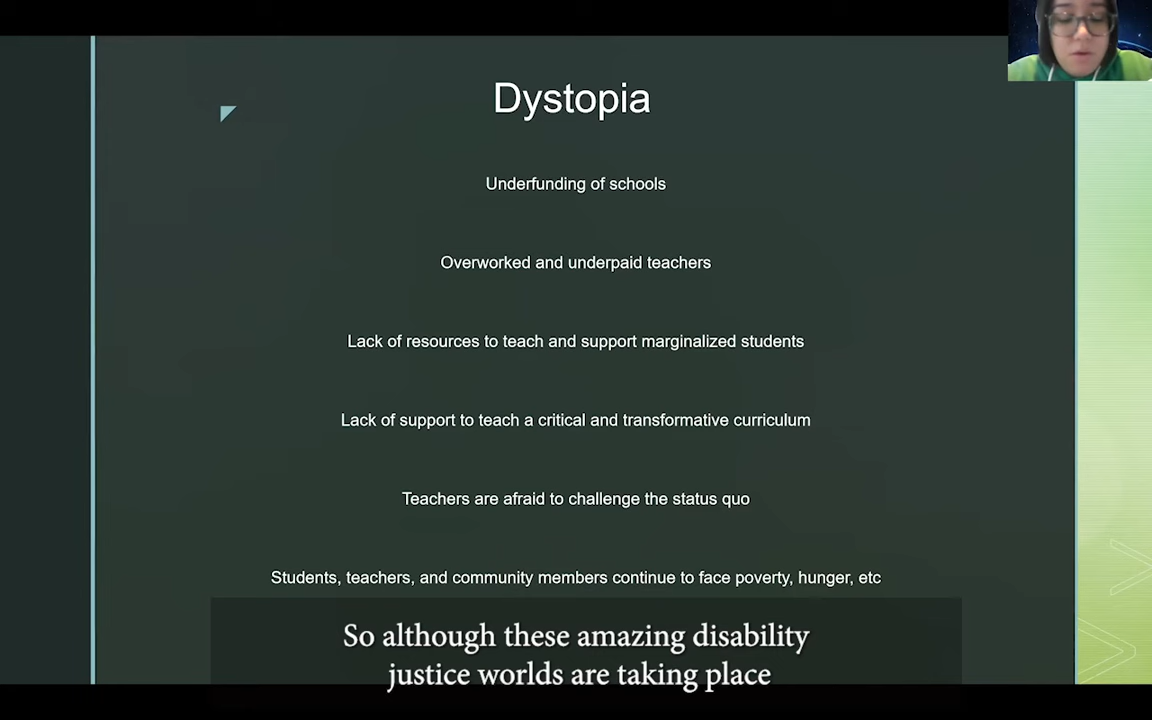 Dystopia
Underfunding of schools
Overworked and underpaid teachers
Lack of resources to teach and support marginalized students
Lack of support to teach a critical and transformative curriculum
Teachers are afraid to challenge the status quo
Students, teachers, and community members continue to face poverty, hunger, etc
So although these amazing disability
justice worlds are taking place